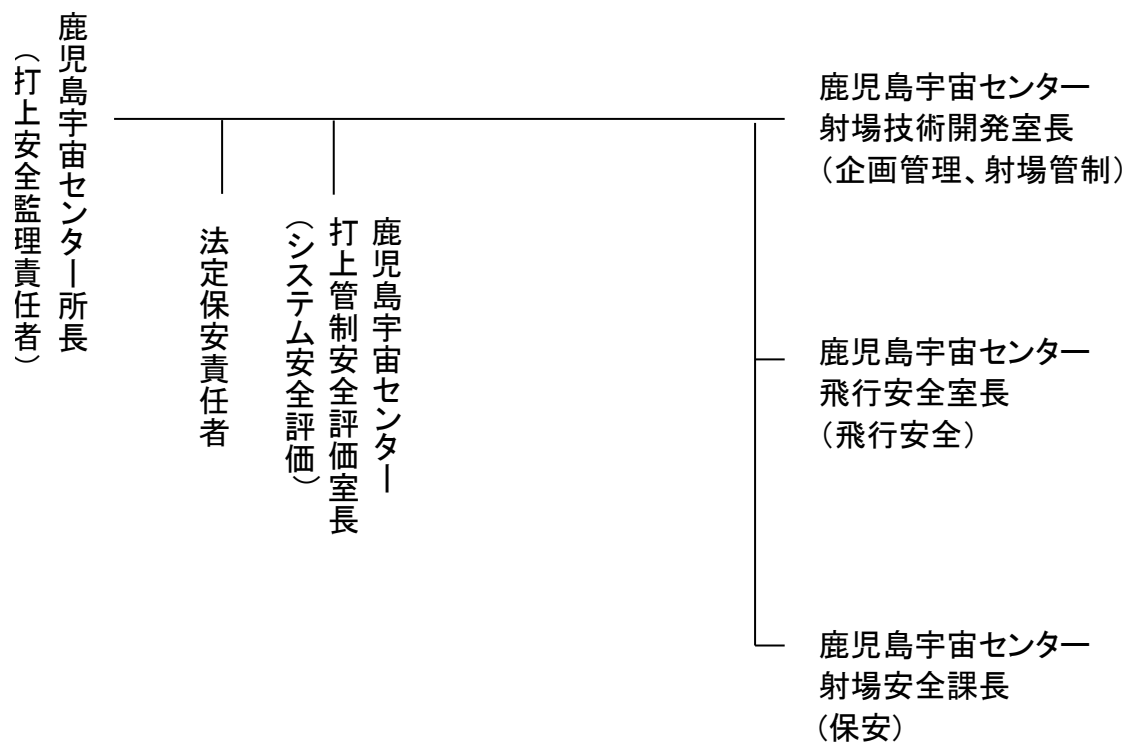 鹿児島宇宙センター所長
（打上安全監理責任者）
法定保安責任者
鹿児島宇宙センター
打上管制安全評価室長
（システム安全評価）
鹿児島宇宙センター
射場技術開発室長
（企画管理、射場管制）
鹿児島宇宙センター
飛行安全室長
（飛行安全）
鹿児島宇宙センター
射場安全課長
（保安）